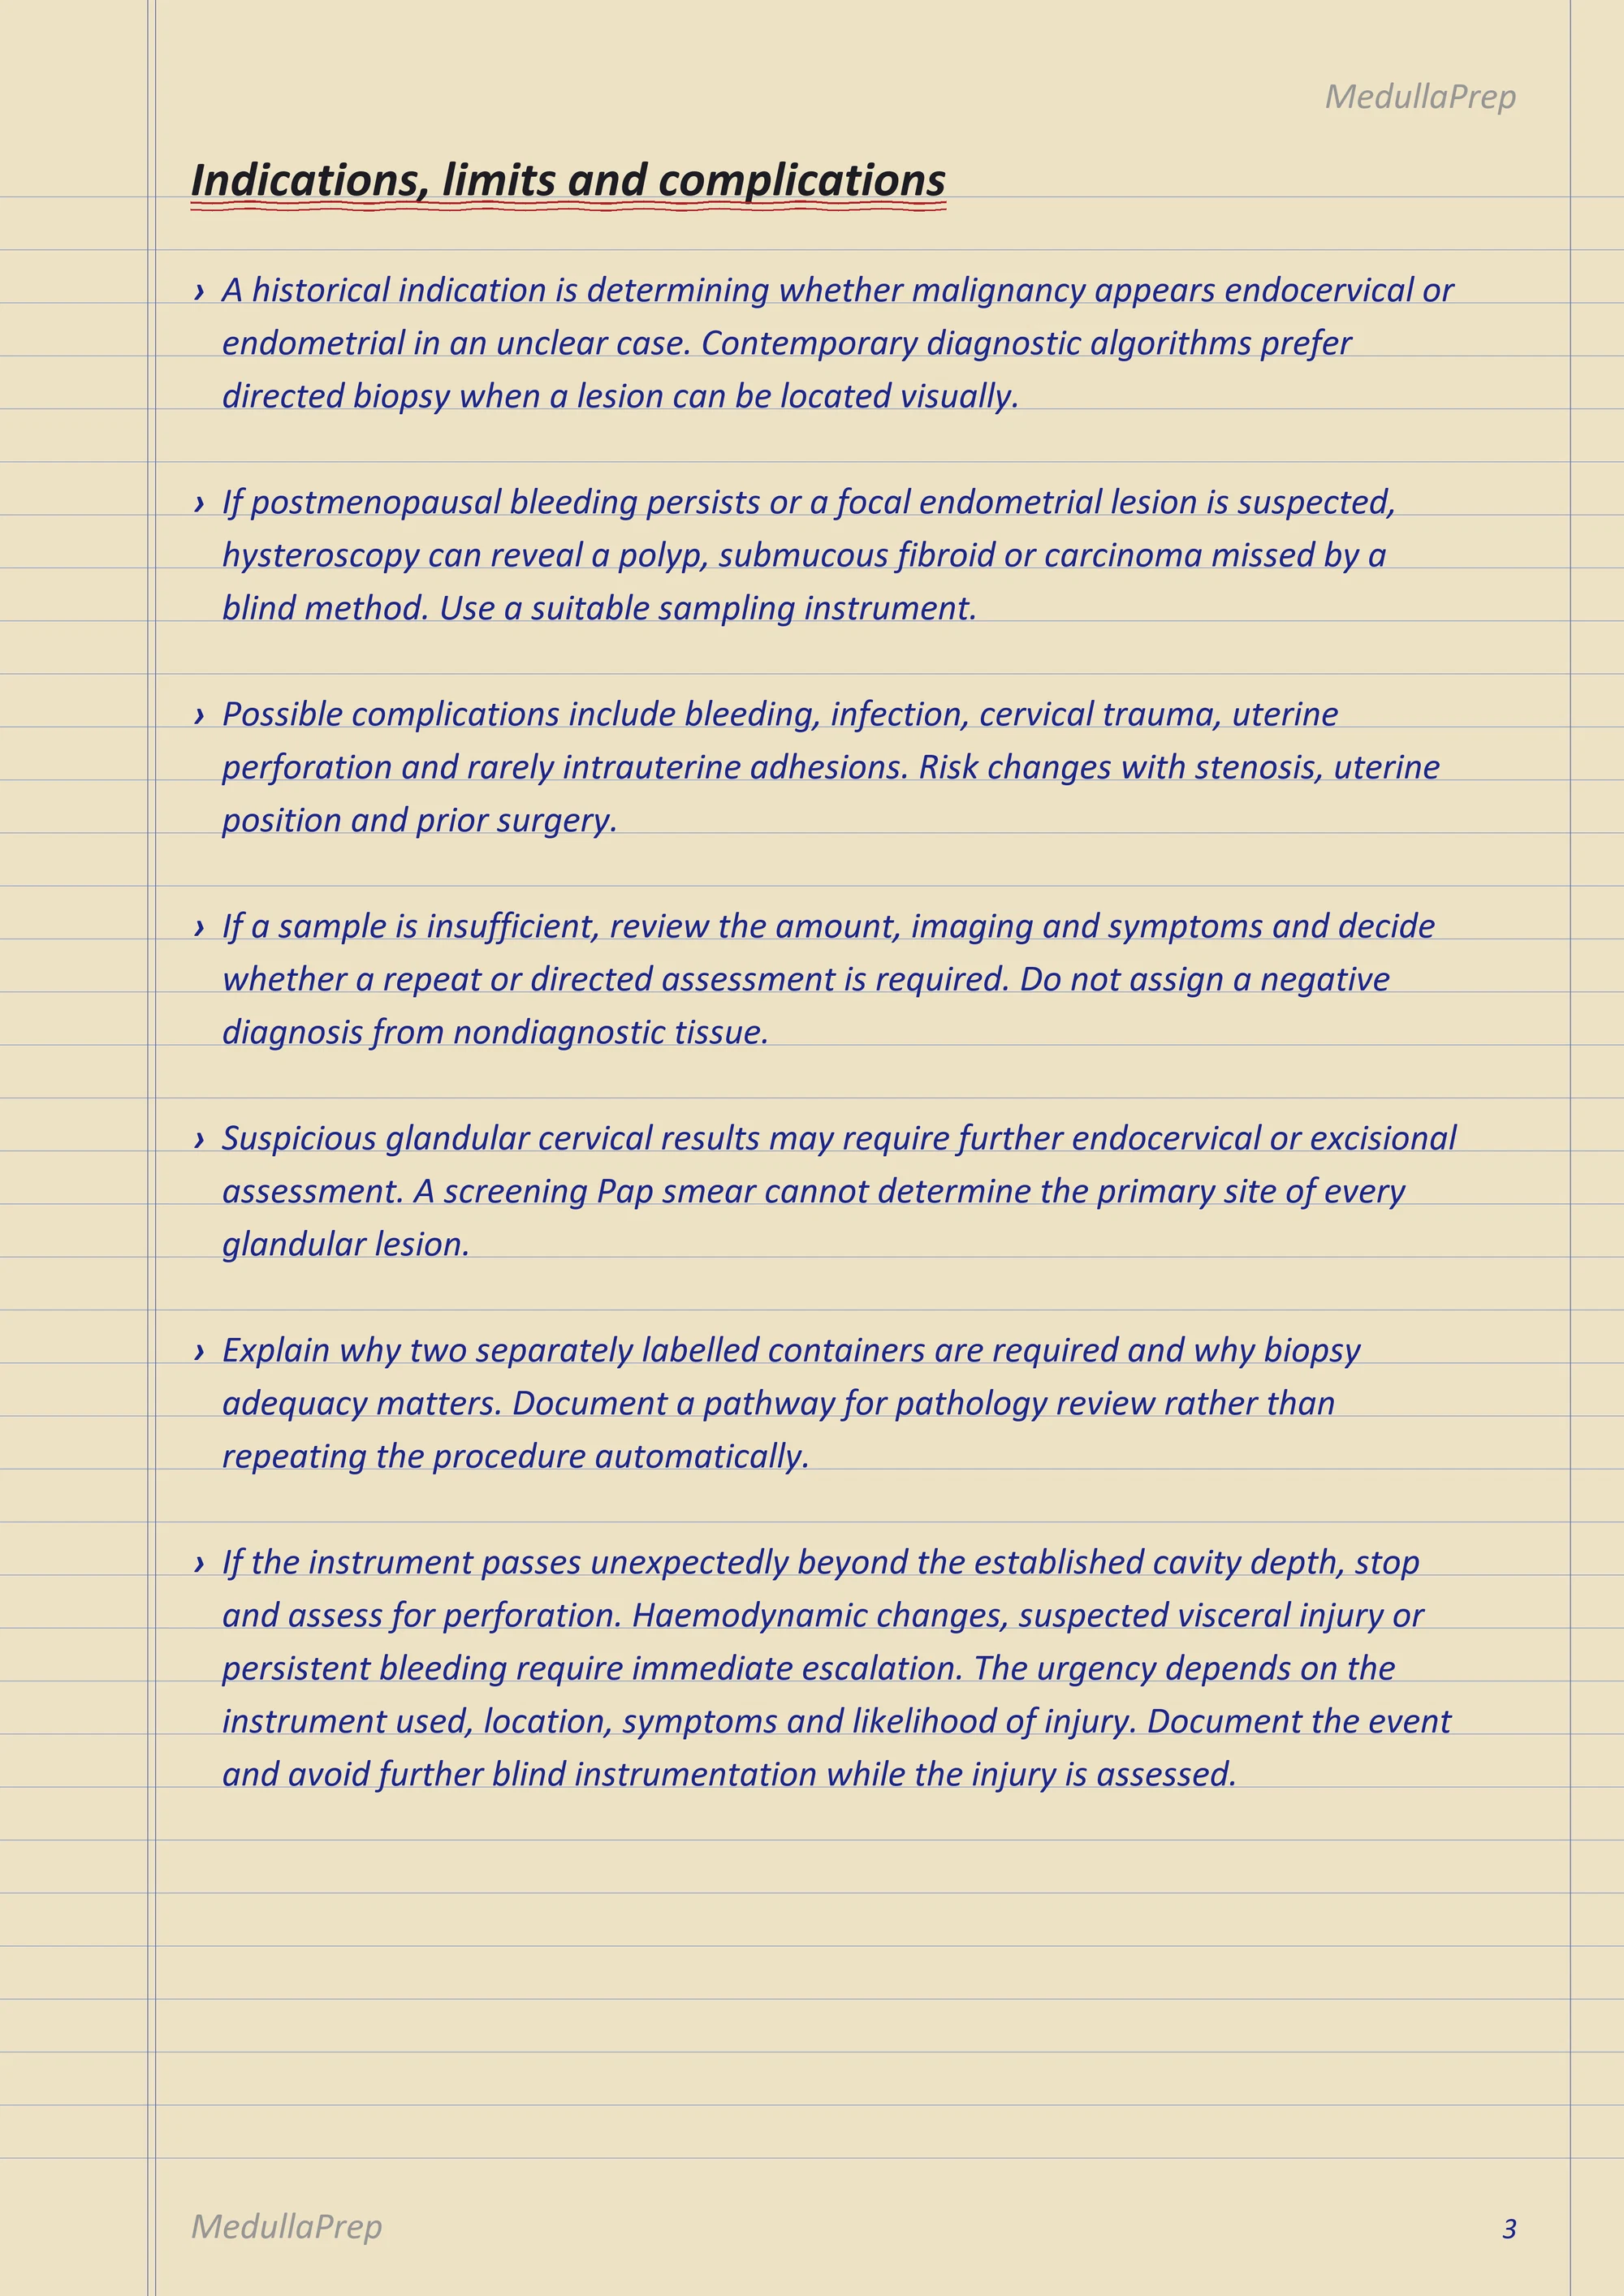 MedullaPrep
Indications, limits and complications
› A historical indication is determining whether malignancy appears endocervical or
endometrial in an unclear case. Contemporary diagnostic algorithms prefer
directed biopsy when a lesion can be located visually.
› If postmenopausal bleeding persists or a focal endometrial lesion is suspected,
hysteroscopy can reveal a polyp, submucous fibroid or carcinoma missed by a
blind method. Use a suitable sampling instrument.
› Possible complications include bleeding, infection, cervical trauma, uterine
perforation and rarely intrauterine adhesions. Risk changes with stenosis, uterine
position and prior surgery.
› If a sample is insufficient, review the amount, imaging and symptoms and decide
whether a repeat or directed assessment is required. Do not assign a negative
diagnosis from nondiagnostic tissue.
› Suspicious glandular cervical results may require further endocervical or excisional
assessment. A screening Pap smear cannot determine the primary site of every
glandular lesion.
› Explain why two separately labelled containers are required and why biopsy
adequacy matters. Document a pathway for pathology review rather than
repeating the procedure automatically.
› If the instrument passes unexpectedly beyond the established cavity depth, stop
and assess for perforation. Haemodynamic changes, suspected visceral injury or
persistent bleeding require immediate escalation. The urgency depends on the
instrument used, location, symptoms and likelihood of injury. Document the event
and avoid further blind instrumentation while the injury is assessed.
MedullaPrep
3